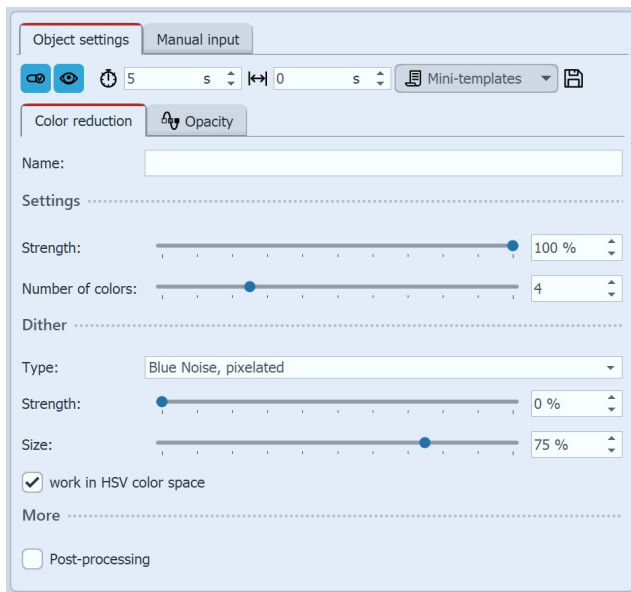 Object settings Manual input
5 s 0 s Mini-templates
Color reduction Opacity
Name:
Settings
Strength: 100 %
Number of colors: 4
Dither
Type: Blue Noise, pixelated
Strength: 0 %
Size: 75 %
work in HSV color space
More
Post-processing